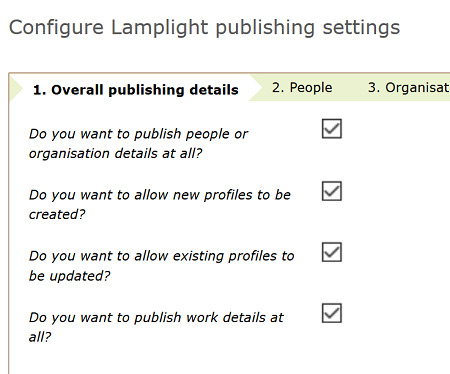 Configure Lamplight publishing settings
1. Overall publishing details 2. People 3. Organisat
Do you want to publish people or
organisation details at all?
Do you want to allow new profiles to be
created?
Do you want to allow existing profiles to
be updated?
Do you want to publish work details at
all?